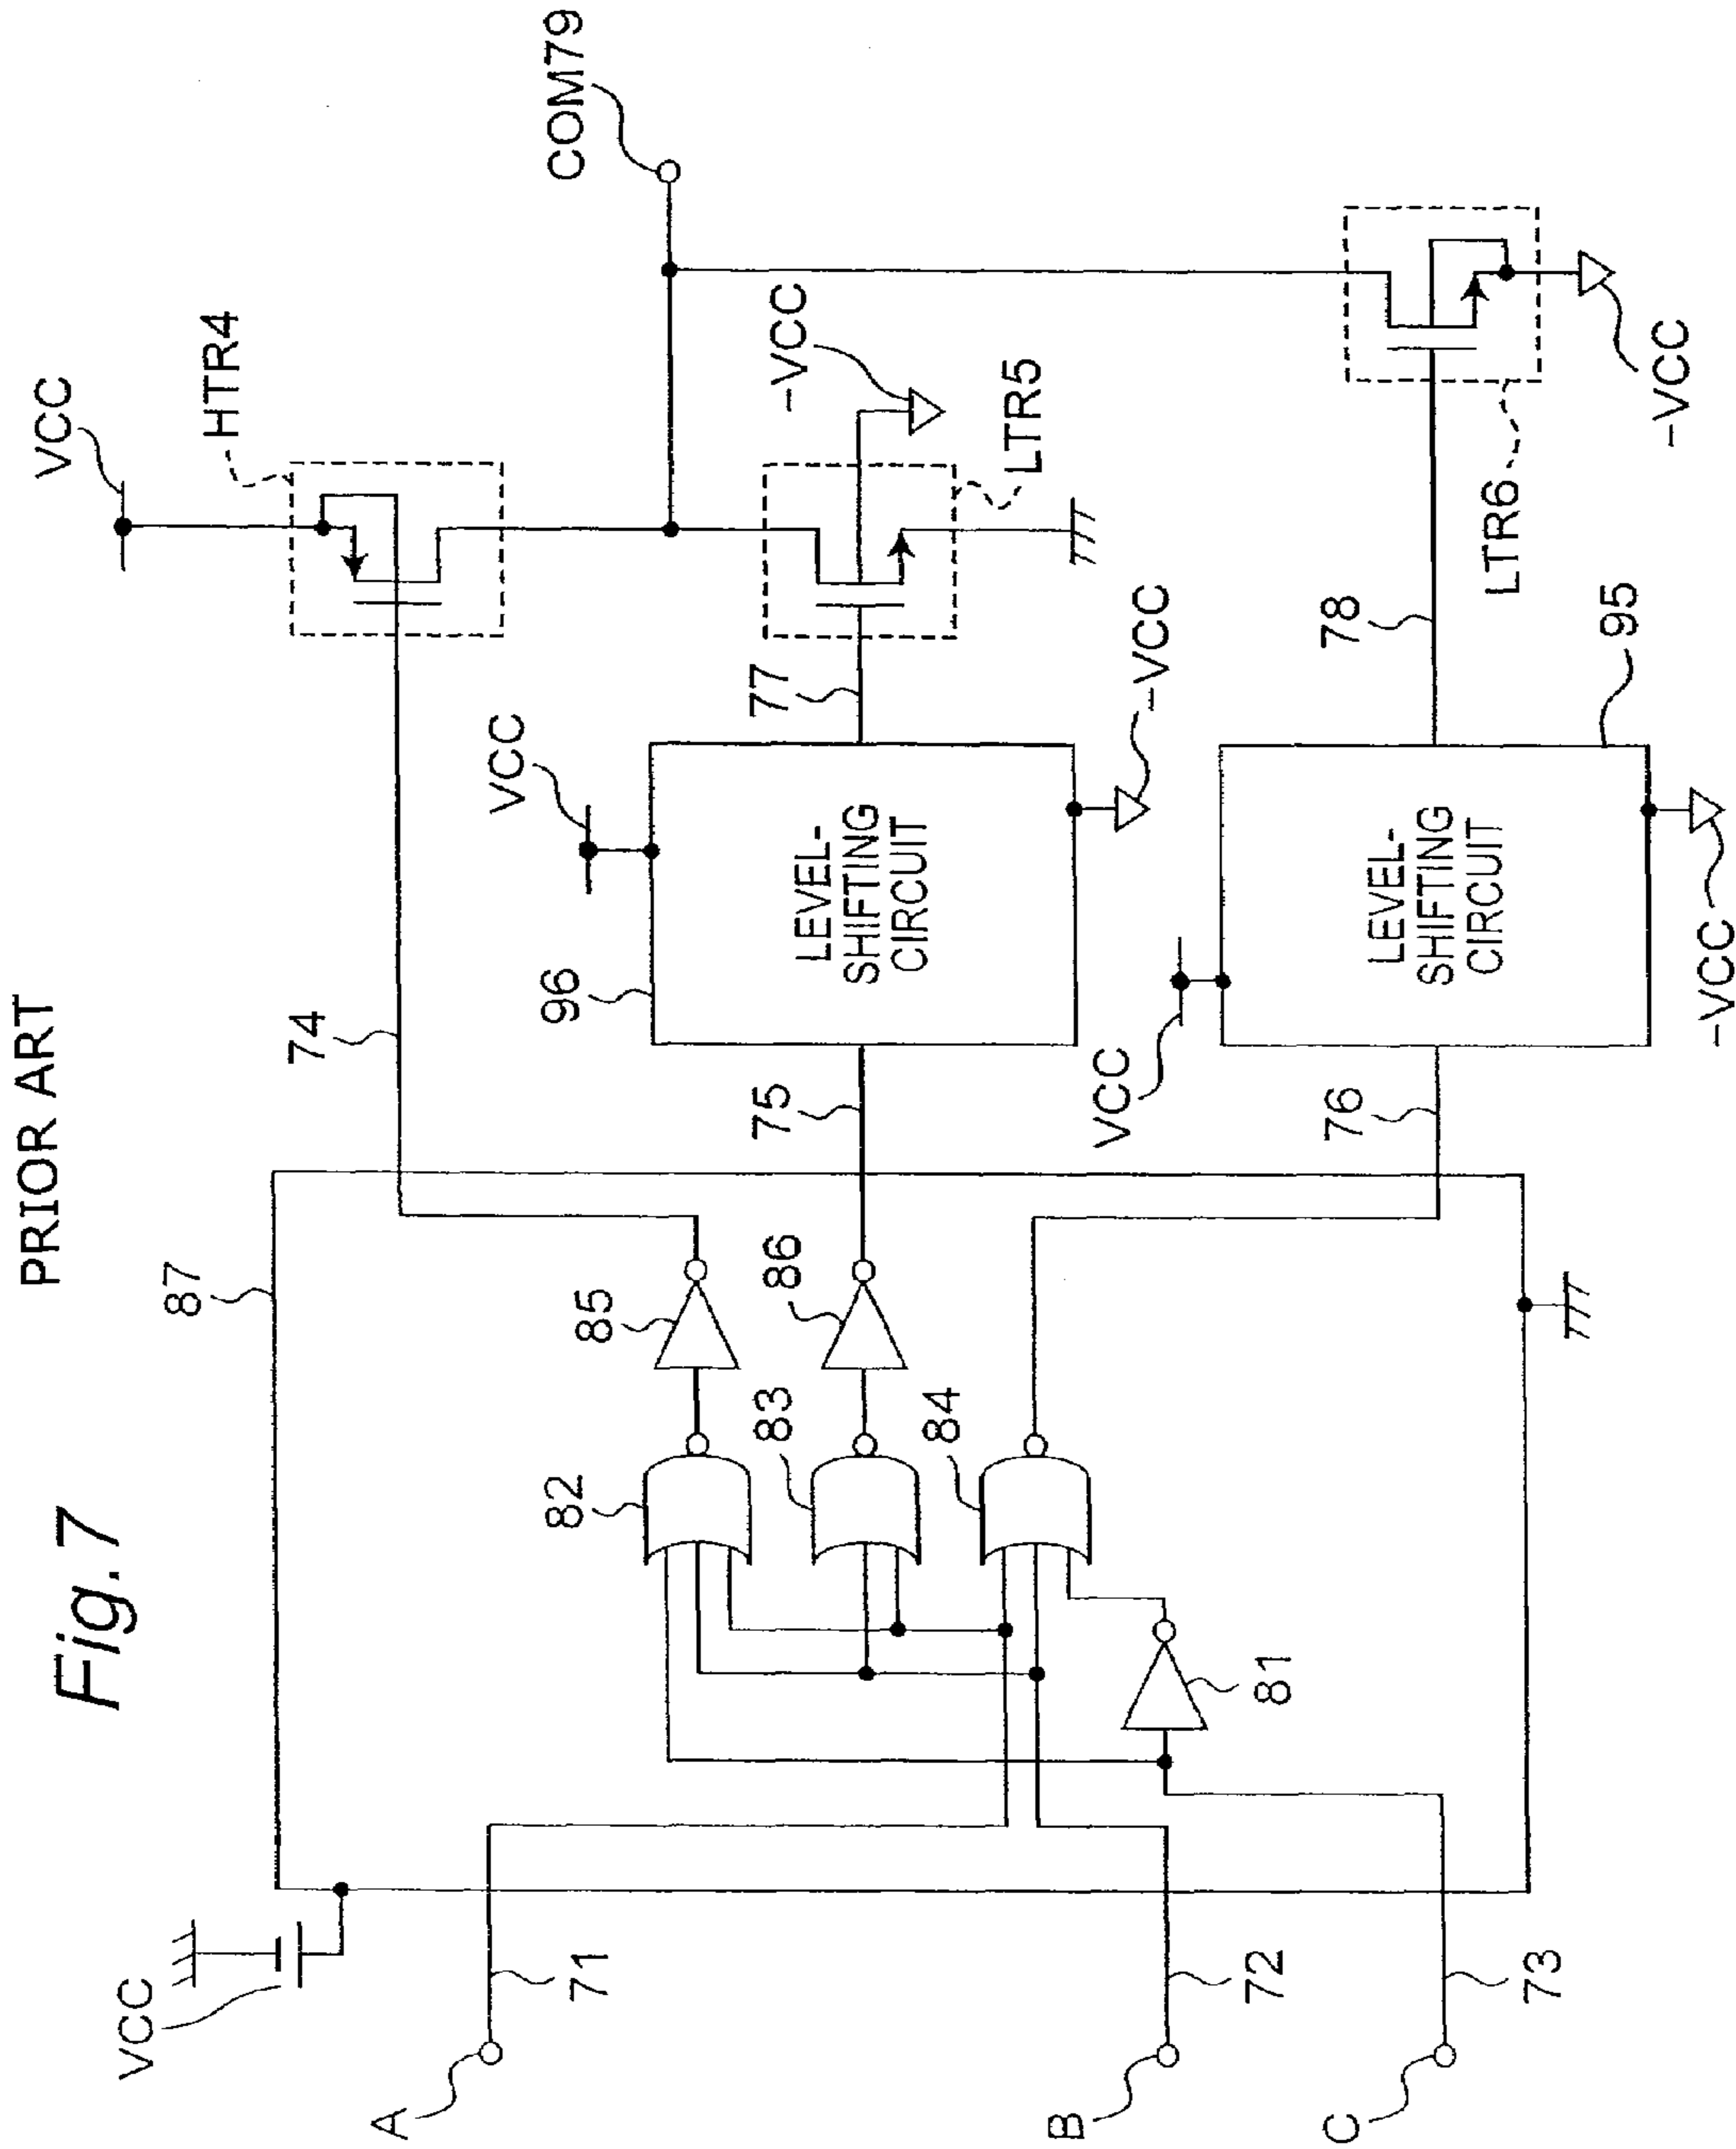 Fig.7
PRIOR ART
VCC
87
A
71
B
72
C
73
81
82
83
84
85
86
74
75
76
96
LEVEL-
SHIFTING
CIRCUIT
VCC
-VCC
77
VCC
LEVEL-
SHIFTING
CIRCUIT
-VCC
95
78
VCC
HTR4
-VCC
LTR5
COM79
LTR6
-VCC